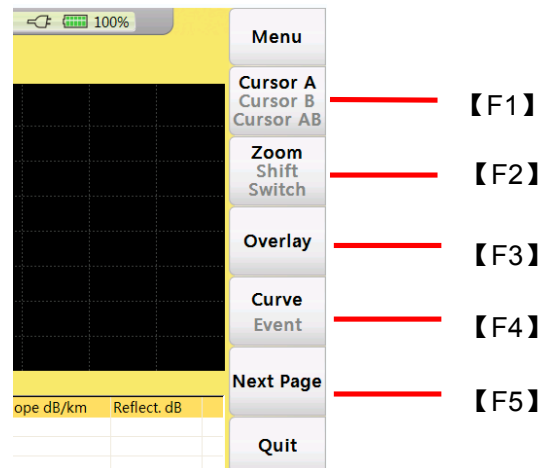 100%
Menu
Cursor A
Cursor B
Cursor AB
【F1】
Zoom
Shift
Switch
【F2】
Overlay
【F3】
Curve
Event
【F4】
Next Page
【F5】
ope dB/km Reflect. dB
Quit